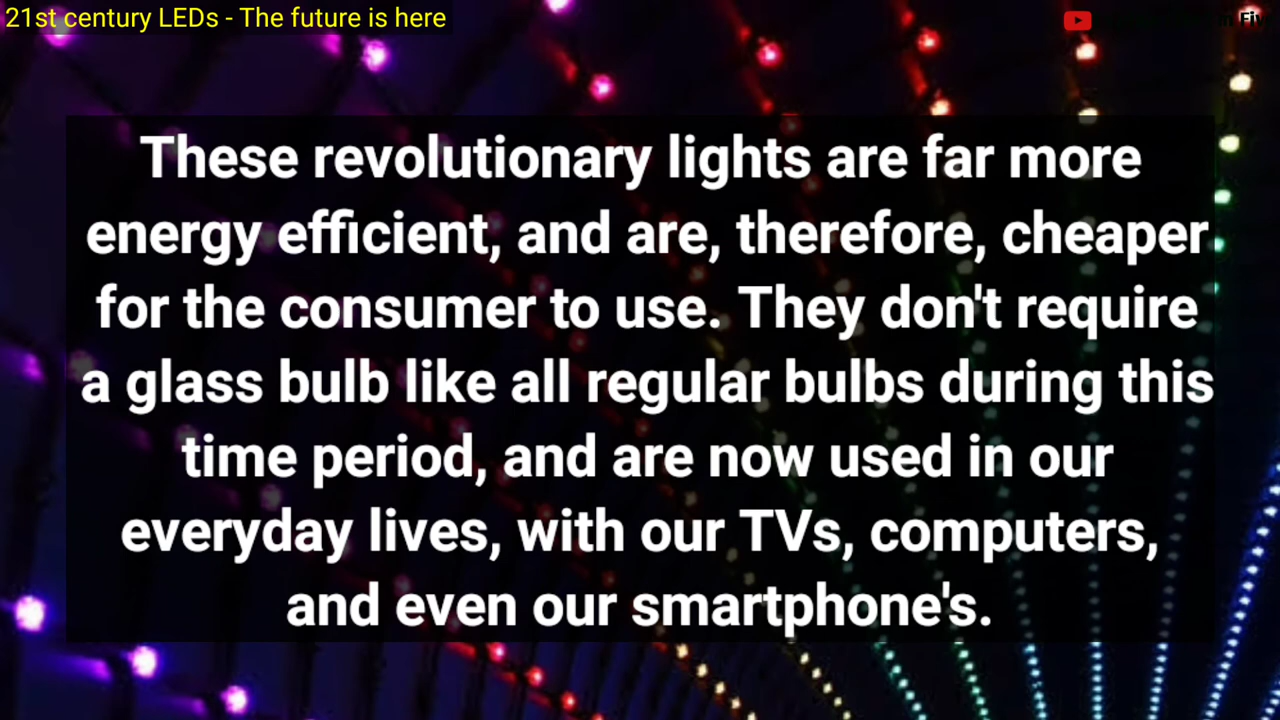 21st century LEDs - The future is here
These revolutionary lights are far more
energy efficient, and are, therefore, cheaper
for the consumer to use. They don't require
a glass bulb like all regular bulbs during this
time period, and are now used in our
everyday lives, with our TVs, computers,
and even our smartphone's.